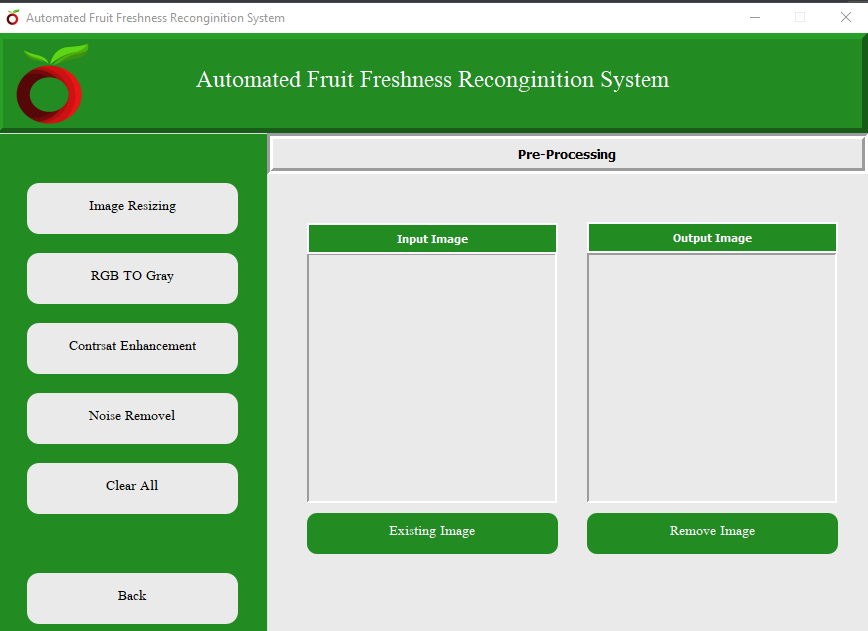 Automated Fruit Freshness Reconginition System
Automated Fruit Freshness Reconginition System
Pre-Processing
Image Resizing
RGB TO Gray
Contrsat Enhancement
Noise Removel
Clear All
Back
Input Image
Output Image
Existing Image
Remove Image